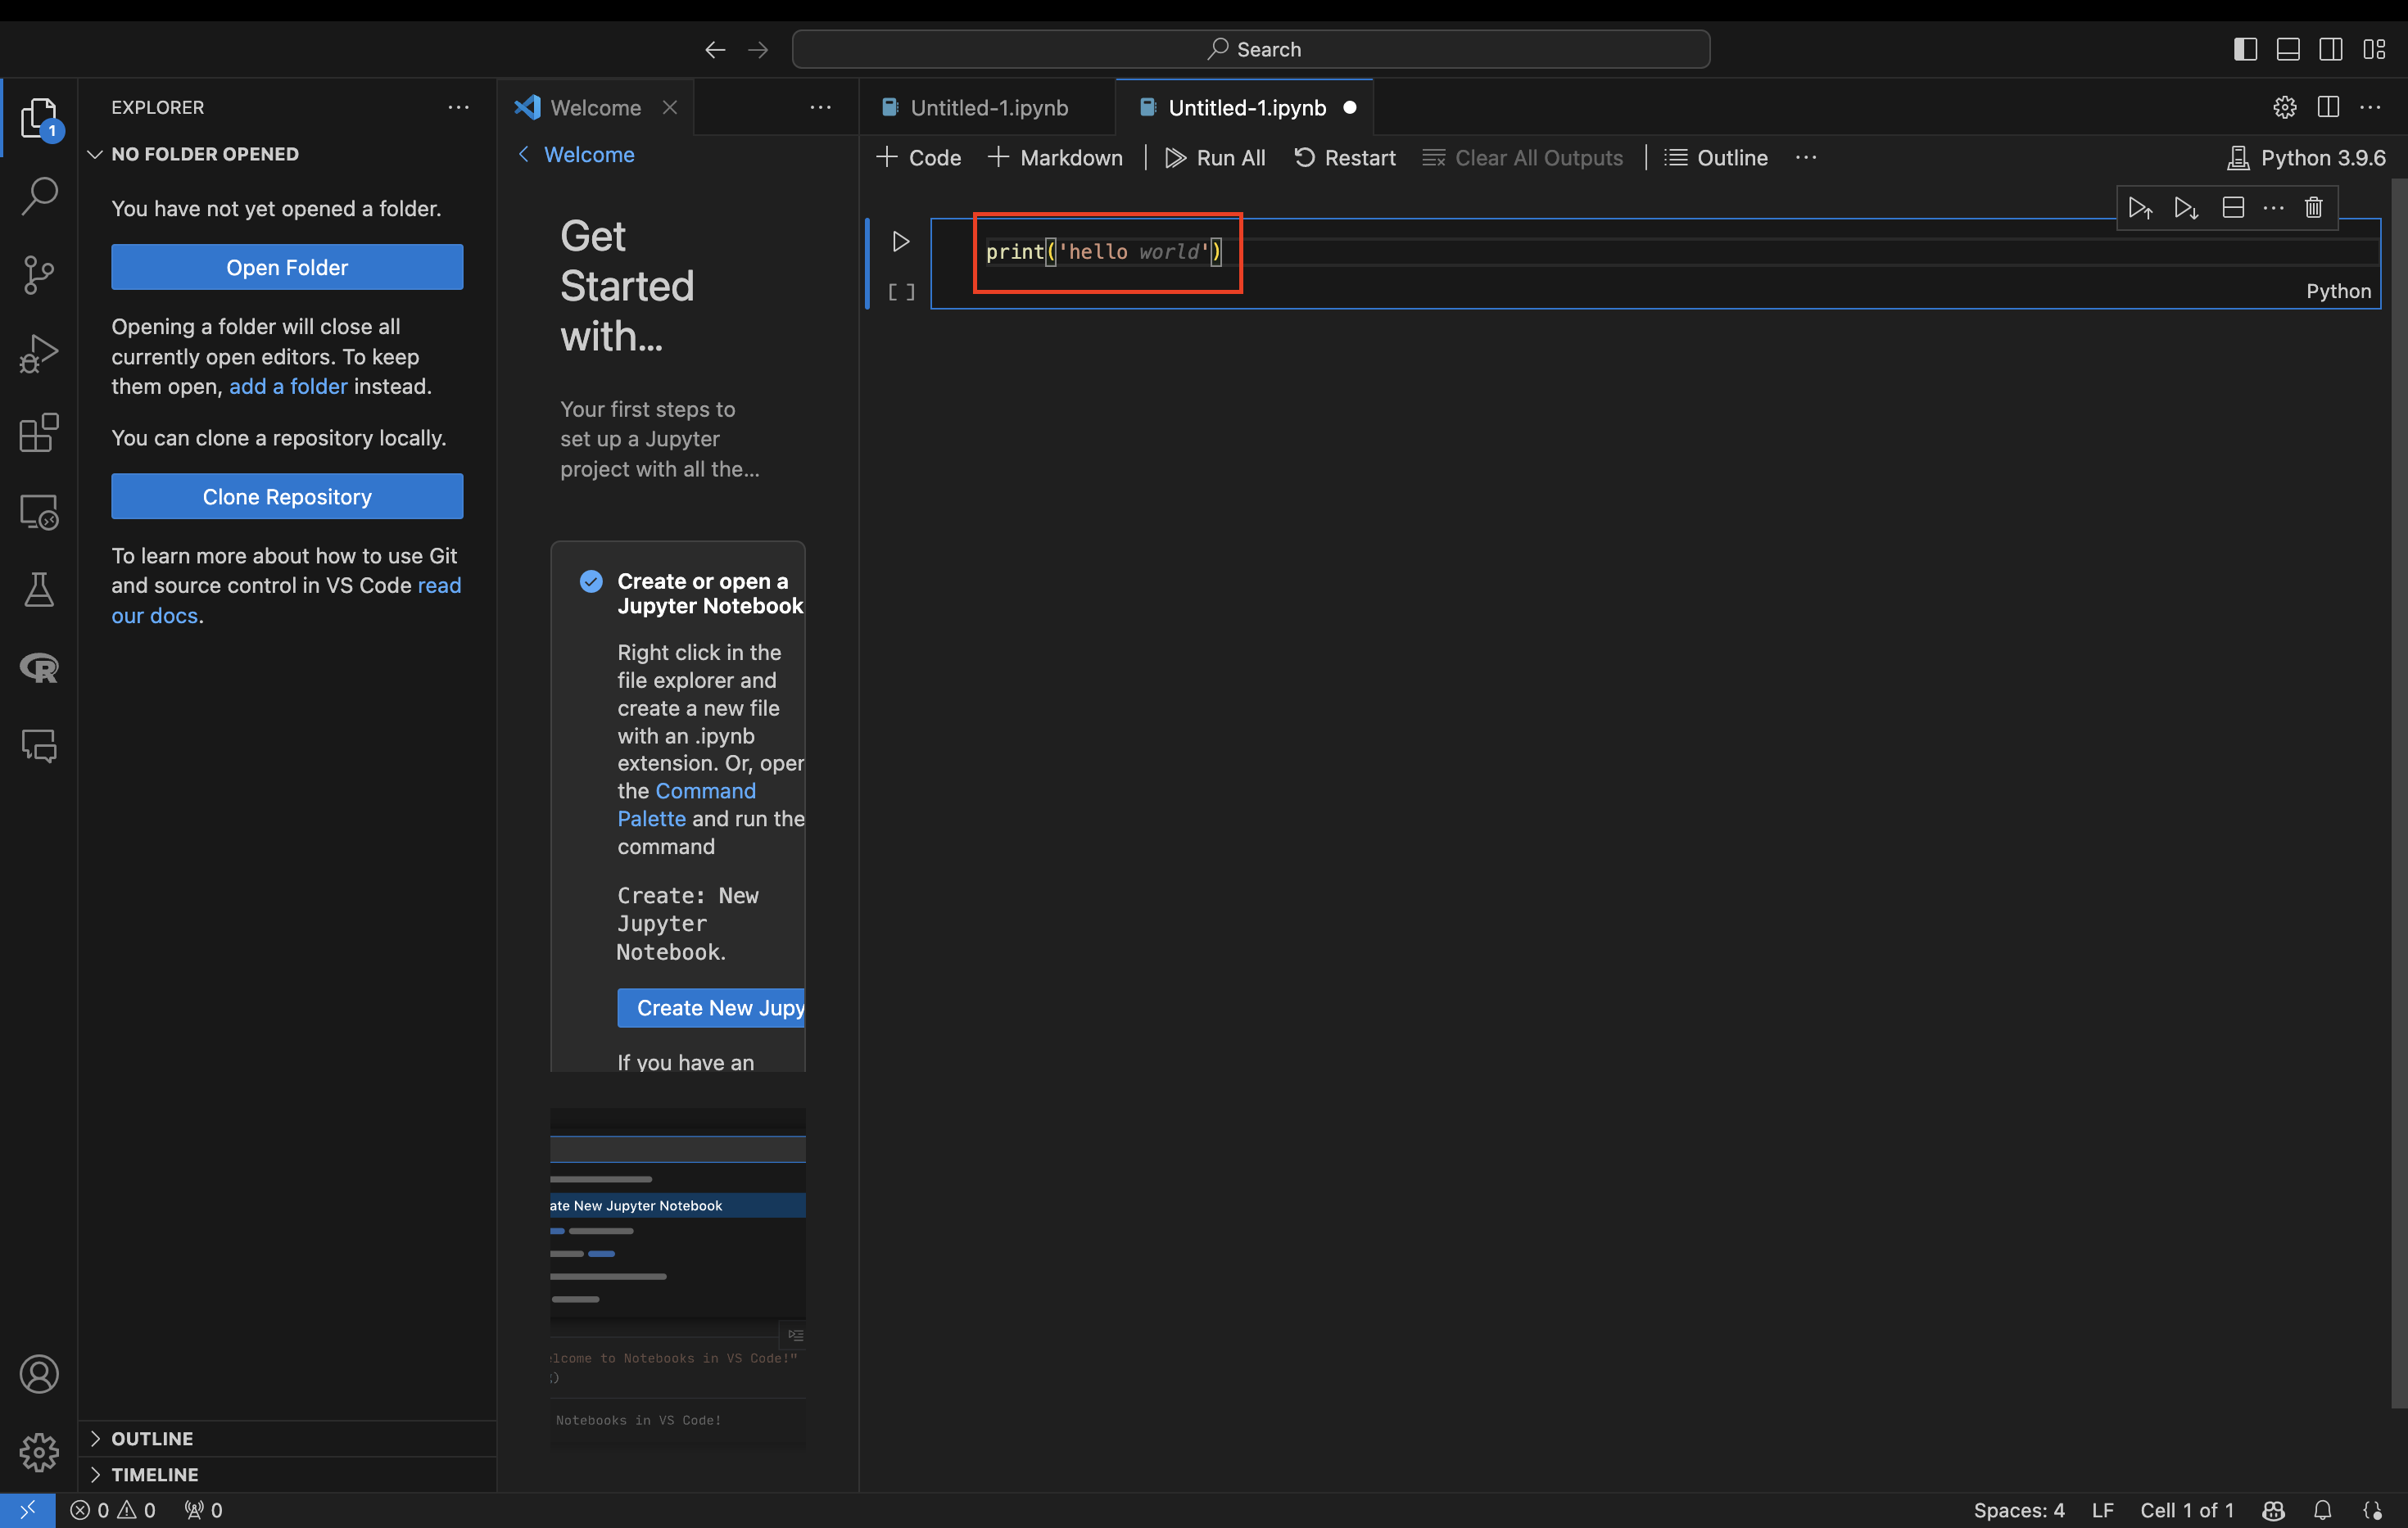 Search
EXPLORER
1
NO FOLDER OPENED
You have not yet opened a folder.
Open Folder
Opening a folder will close all
currently open editors. To keep
them open, add a folder instead.
You can clone a repository locally.
Clone Repository
To learn more about how to use Git
and source control in VS Code read
our docs.
OUTLINE
TIMELINE
Welcome
Welcome
Get
Started
with...
Your first steps to
set up a Jupyter
project with all the...
Create or open a
Jupyter Notebook
Right click in the
file explorer and
create a new file
with an .ipynb
extension. Or, open
the Command
Palette and run the
command
Create: New
Jupyter
Notebook.
Create New Jupy
If you have an
ate New Jupyter Notebook
elcome to Notebooks in VS Code!"
g)
Notebooks in VS Code!
Untitled-1.ipynb
Untitled-1.ipynb
Code Markdown Run All Restart Clear All Outputs Outline
Python 3.9.6
print('hello world')
[ ]
Python
0 0 0
Spaces: 4 LF Cell 1 of 1